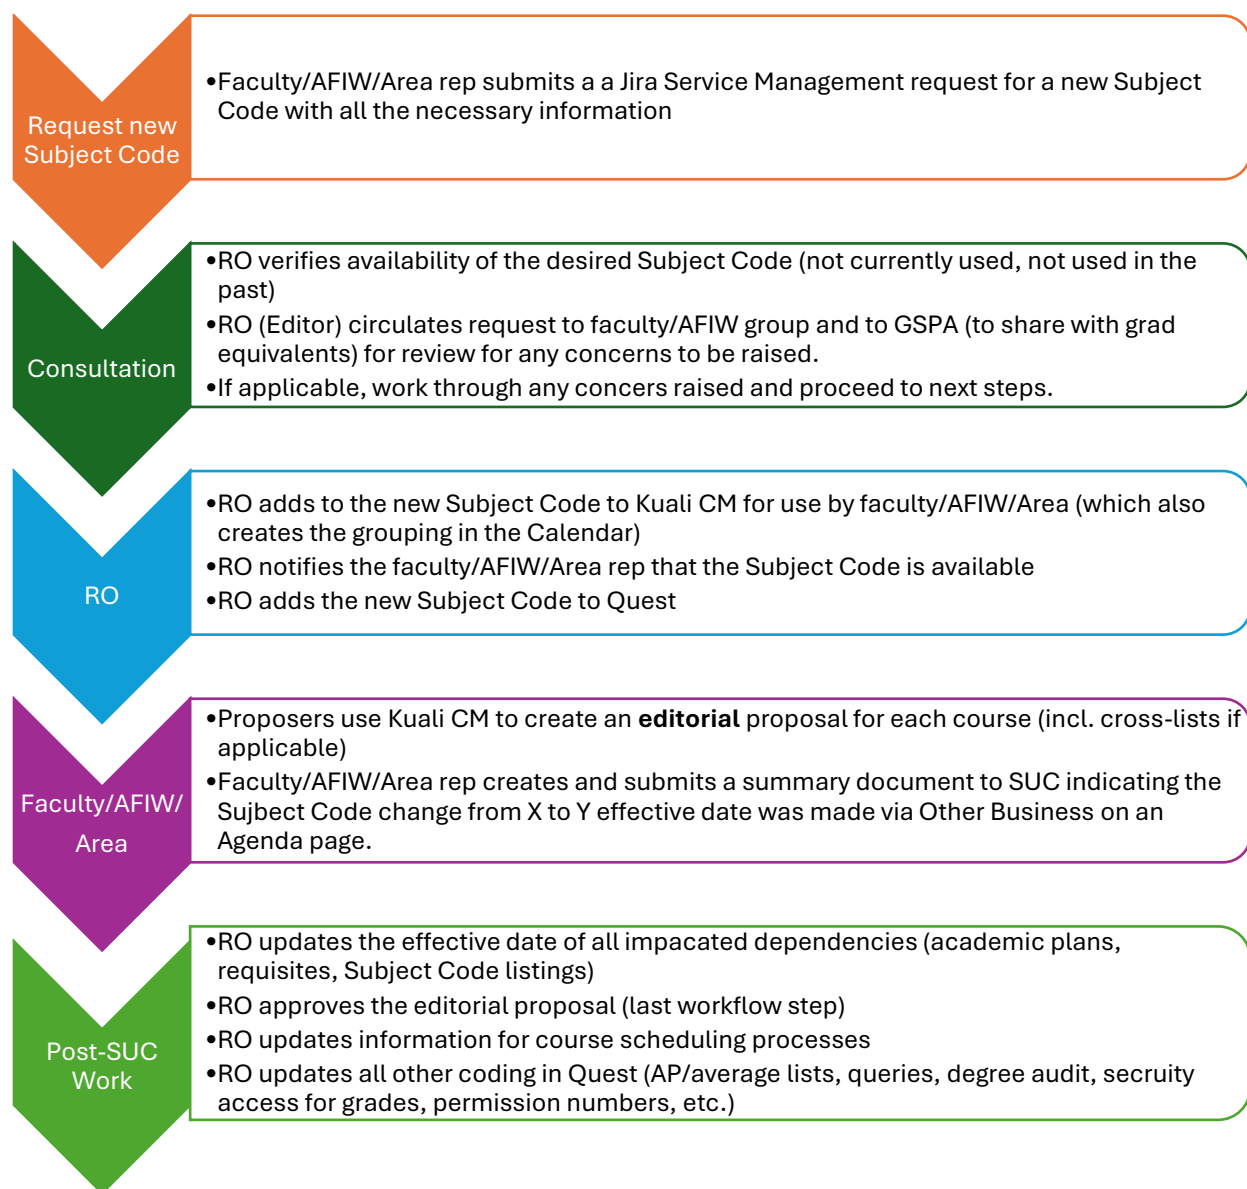 Request new
Subject Code
•Faculty/AFIW/Area rep submits a a Jira Service Management request for a new Subject
Code with all the necessary information
Consultation
•RO verifies availability of the desired Subject Code (not currently used, not used in the
past)
•RO (Editor) circulates request to faculty/AFIW group and to GSPA (to share with grad
equivalents) for review for any concerns to be raised.
•If applicable, work through any concers raised and proceed to next steps.
RO
•RO adds to the new Subject Code to Kuali CM for use by faculty/AFIW/Area (which also
creates the grouping in the Calendar)
•RO notifies the faculty/AFIW/Area rep that the Subject Code is available
•RO adds the new Subject Code to Quest
Faculty/AFIW/
Area
•Proposers use Kuali CM to create an editorial proposal for each course (incl. cross-lists if
applicable)
•Faculty/AFIW/Area rep creates and submits a summary document to SUC indicating the
Sujbect Code change from X to Y effective date was made via Other Business on an
Agenda page.
Post-SUC
Work
•RO updates the effective date of all impacated dependencies (academic plans,
requisites, Subject Code listings)
•RO approves the editorial proposal (last workflow step)
•RO updates information for course scheduling processes
•RO updates all other coding in Quest (AP/average lists, queries, degree audit, secruity
access for grades, permission numbers, etc.)